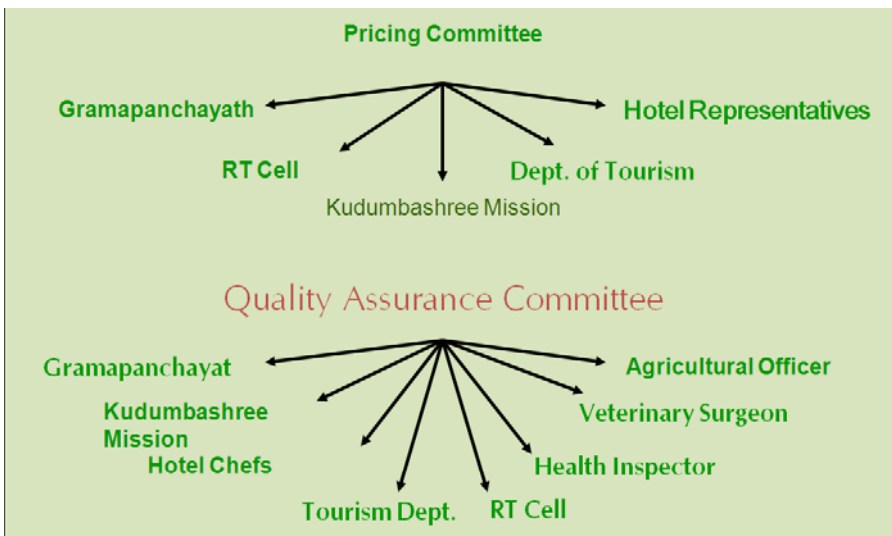 Pricing Committee
Gramapanchayath
Hotel Representatives
RT Cell
Dept. of Tourism
Kudumbashree Mission
Quality Assurance Committee
Gramapanchayat
Agricultural Officer
Kudumbashree
Mission
Veterinary Surgeon
Hotel Chefs
Health Inspector
Tourism Dept.
RT Cell